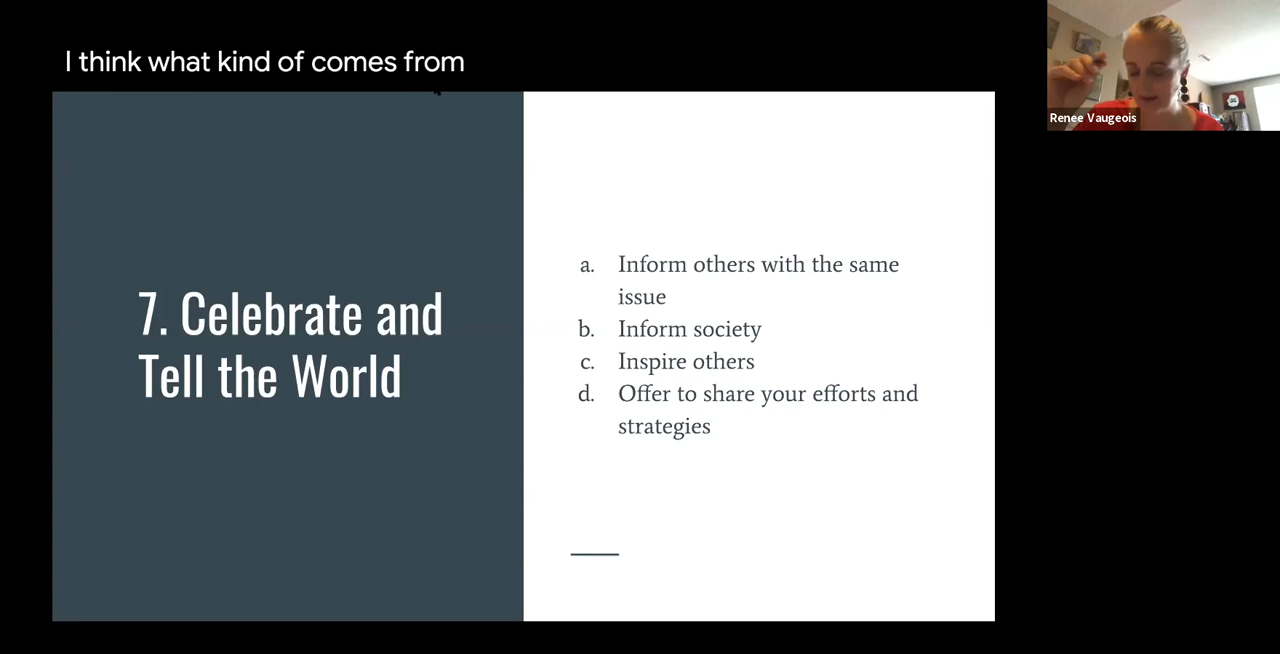 I think what kind of comes from
Renee Vaugeois
7. Celebrate and
Tell the World
a. Inform others with the same
issue
b. Inform society
c. Inspire others
d. Offer to share your efforts and
strategies